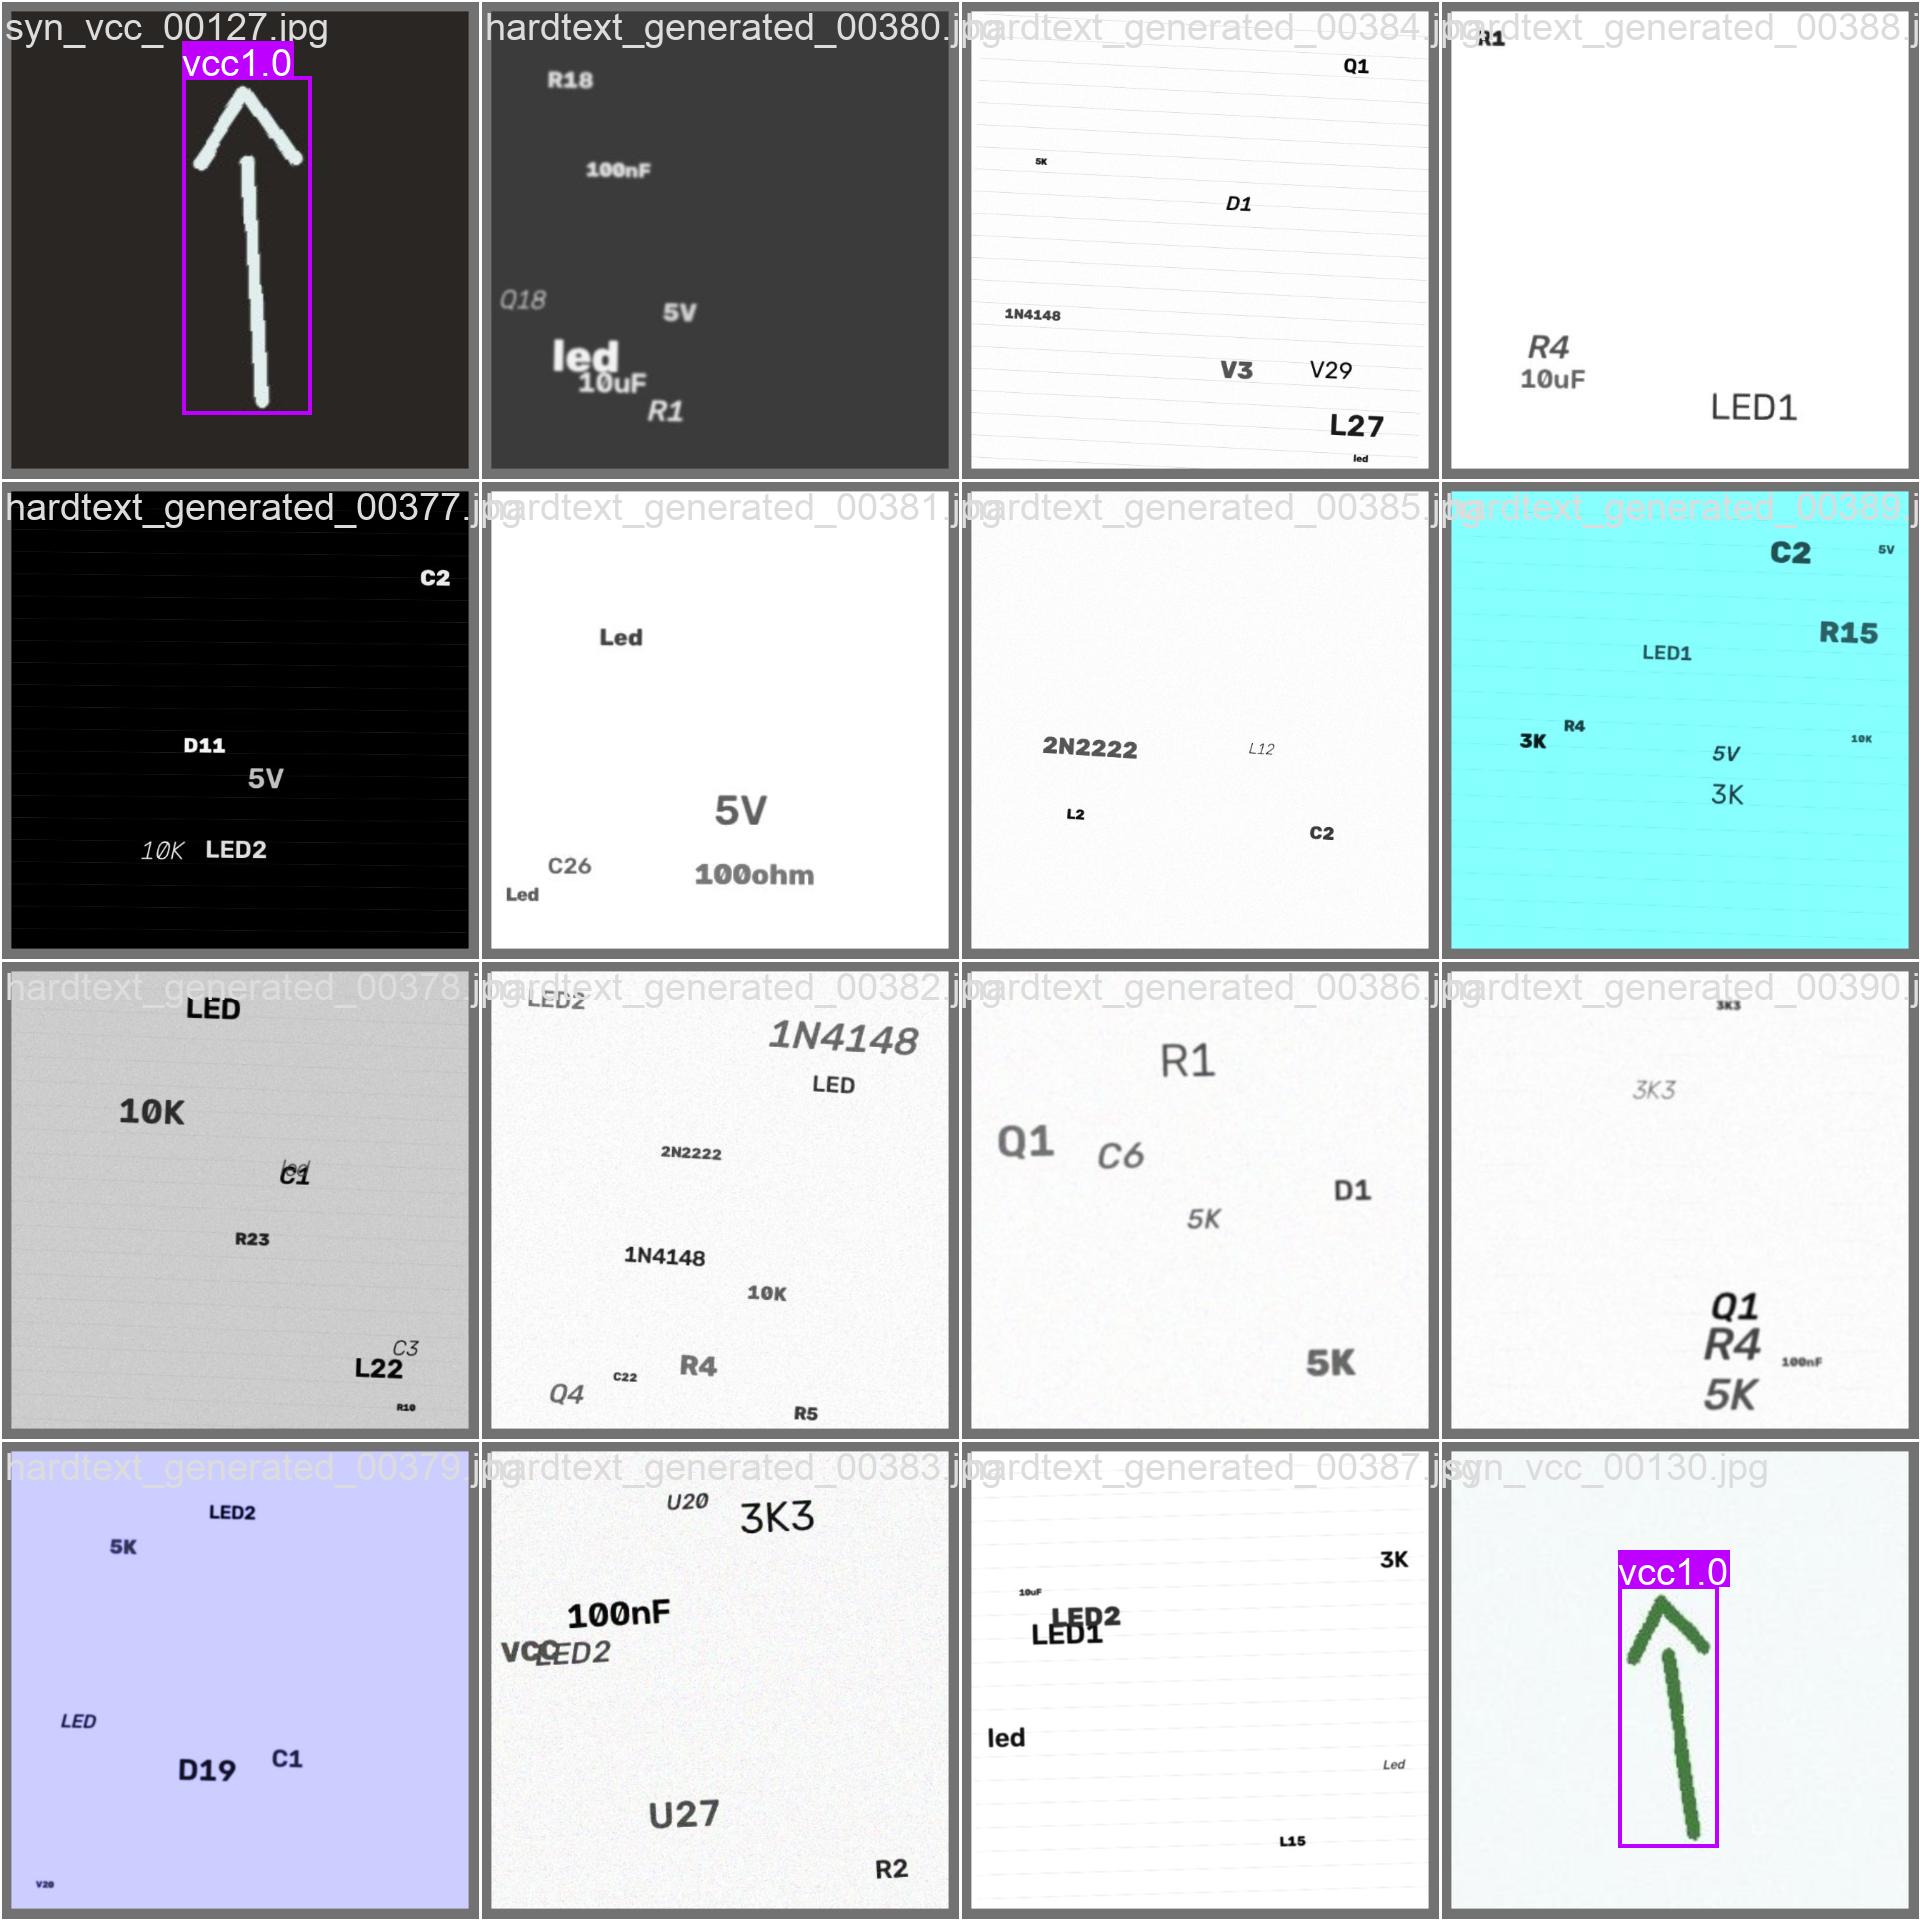 syn_vcc_00127.jpg
vcc1.0
hardtext_generated_00380.jpg
R18
100nF
Q18
5V
led
10uF
R1
hardtext_generated_00384.jpg
Q1
5K
D1
1N4148
V3
V29
L27
led
hardtext_generated_00388.j
R1
R4
10uF
LED1
hardtext_generated_00377.jpg
C2
D11
5V
10K
LED2
hardtext_generated_00381.jpg
Led
5V
C26
100ohm
Led
hardtext_generated_00385.jpg
2N2222
L12
L2
C2
hardtext_generated_00389.j
C2
5V
R15
LED1
R4
3K
10K
5V
3K
hardtext_generated_00378.jpg
LED
10K
led
C1
R23
C3
L22
R10
hardtext_generated_00382.jpg
LED2
1N4148
LED
2N2222
1N4148
10K
R4
C22
Q4
R5
hardtext_generated_00386.jpg
R1
Q1
C6
D1
5K
5K
hardtext_generated_00390.j
3K3
3K3
Q1
R4
100nF
5K
hardtext_generated_00379.jpg
LED2
5K
LED
D19
C1
V20
hardtext_generated_00383.jpg
U20
3K3
100nF
VCC
LED2
U27
R2
hardtext_generated_00387.jpg
3K
10uF
LED2
LED1
led
Led
L15
syn_vcc_00130.jpg
vcc1.0